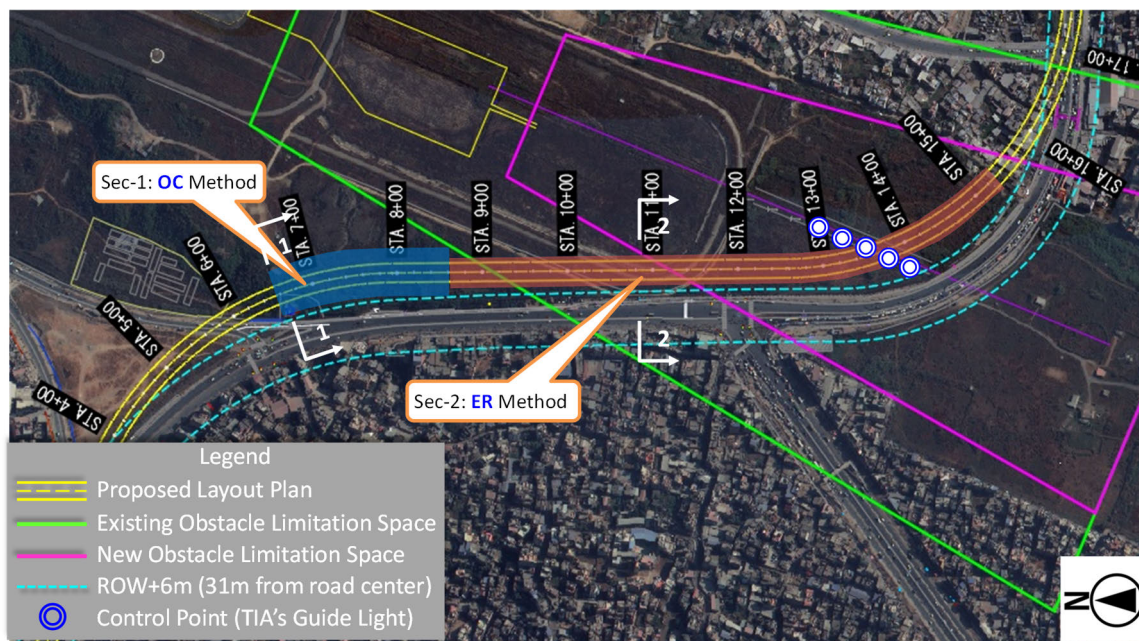 STA. 17+00
STA. 15+00
STA. 16+00
STA. 14+00
Sec-1: OC Method
STA. 13+00
STA. 12+00
STA. 11+00
STA. 10+00
STA. 9+00
STA. 8+00
STA. 7+00
STA. 6+00
STA. 5+00
STA. 4+00
1
2
1
2
Sec-2: ER Method
Legend
Proposed Layout Plan
Existing Obstacle Limitation Space
New Obstacle Limitation Space
ROW+6m (31m from road center)
Control Point (TIA's Guide Light)
N